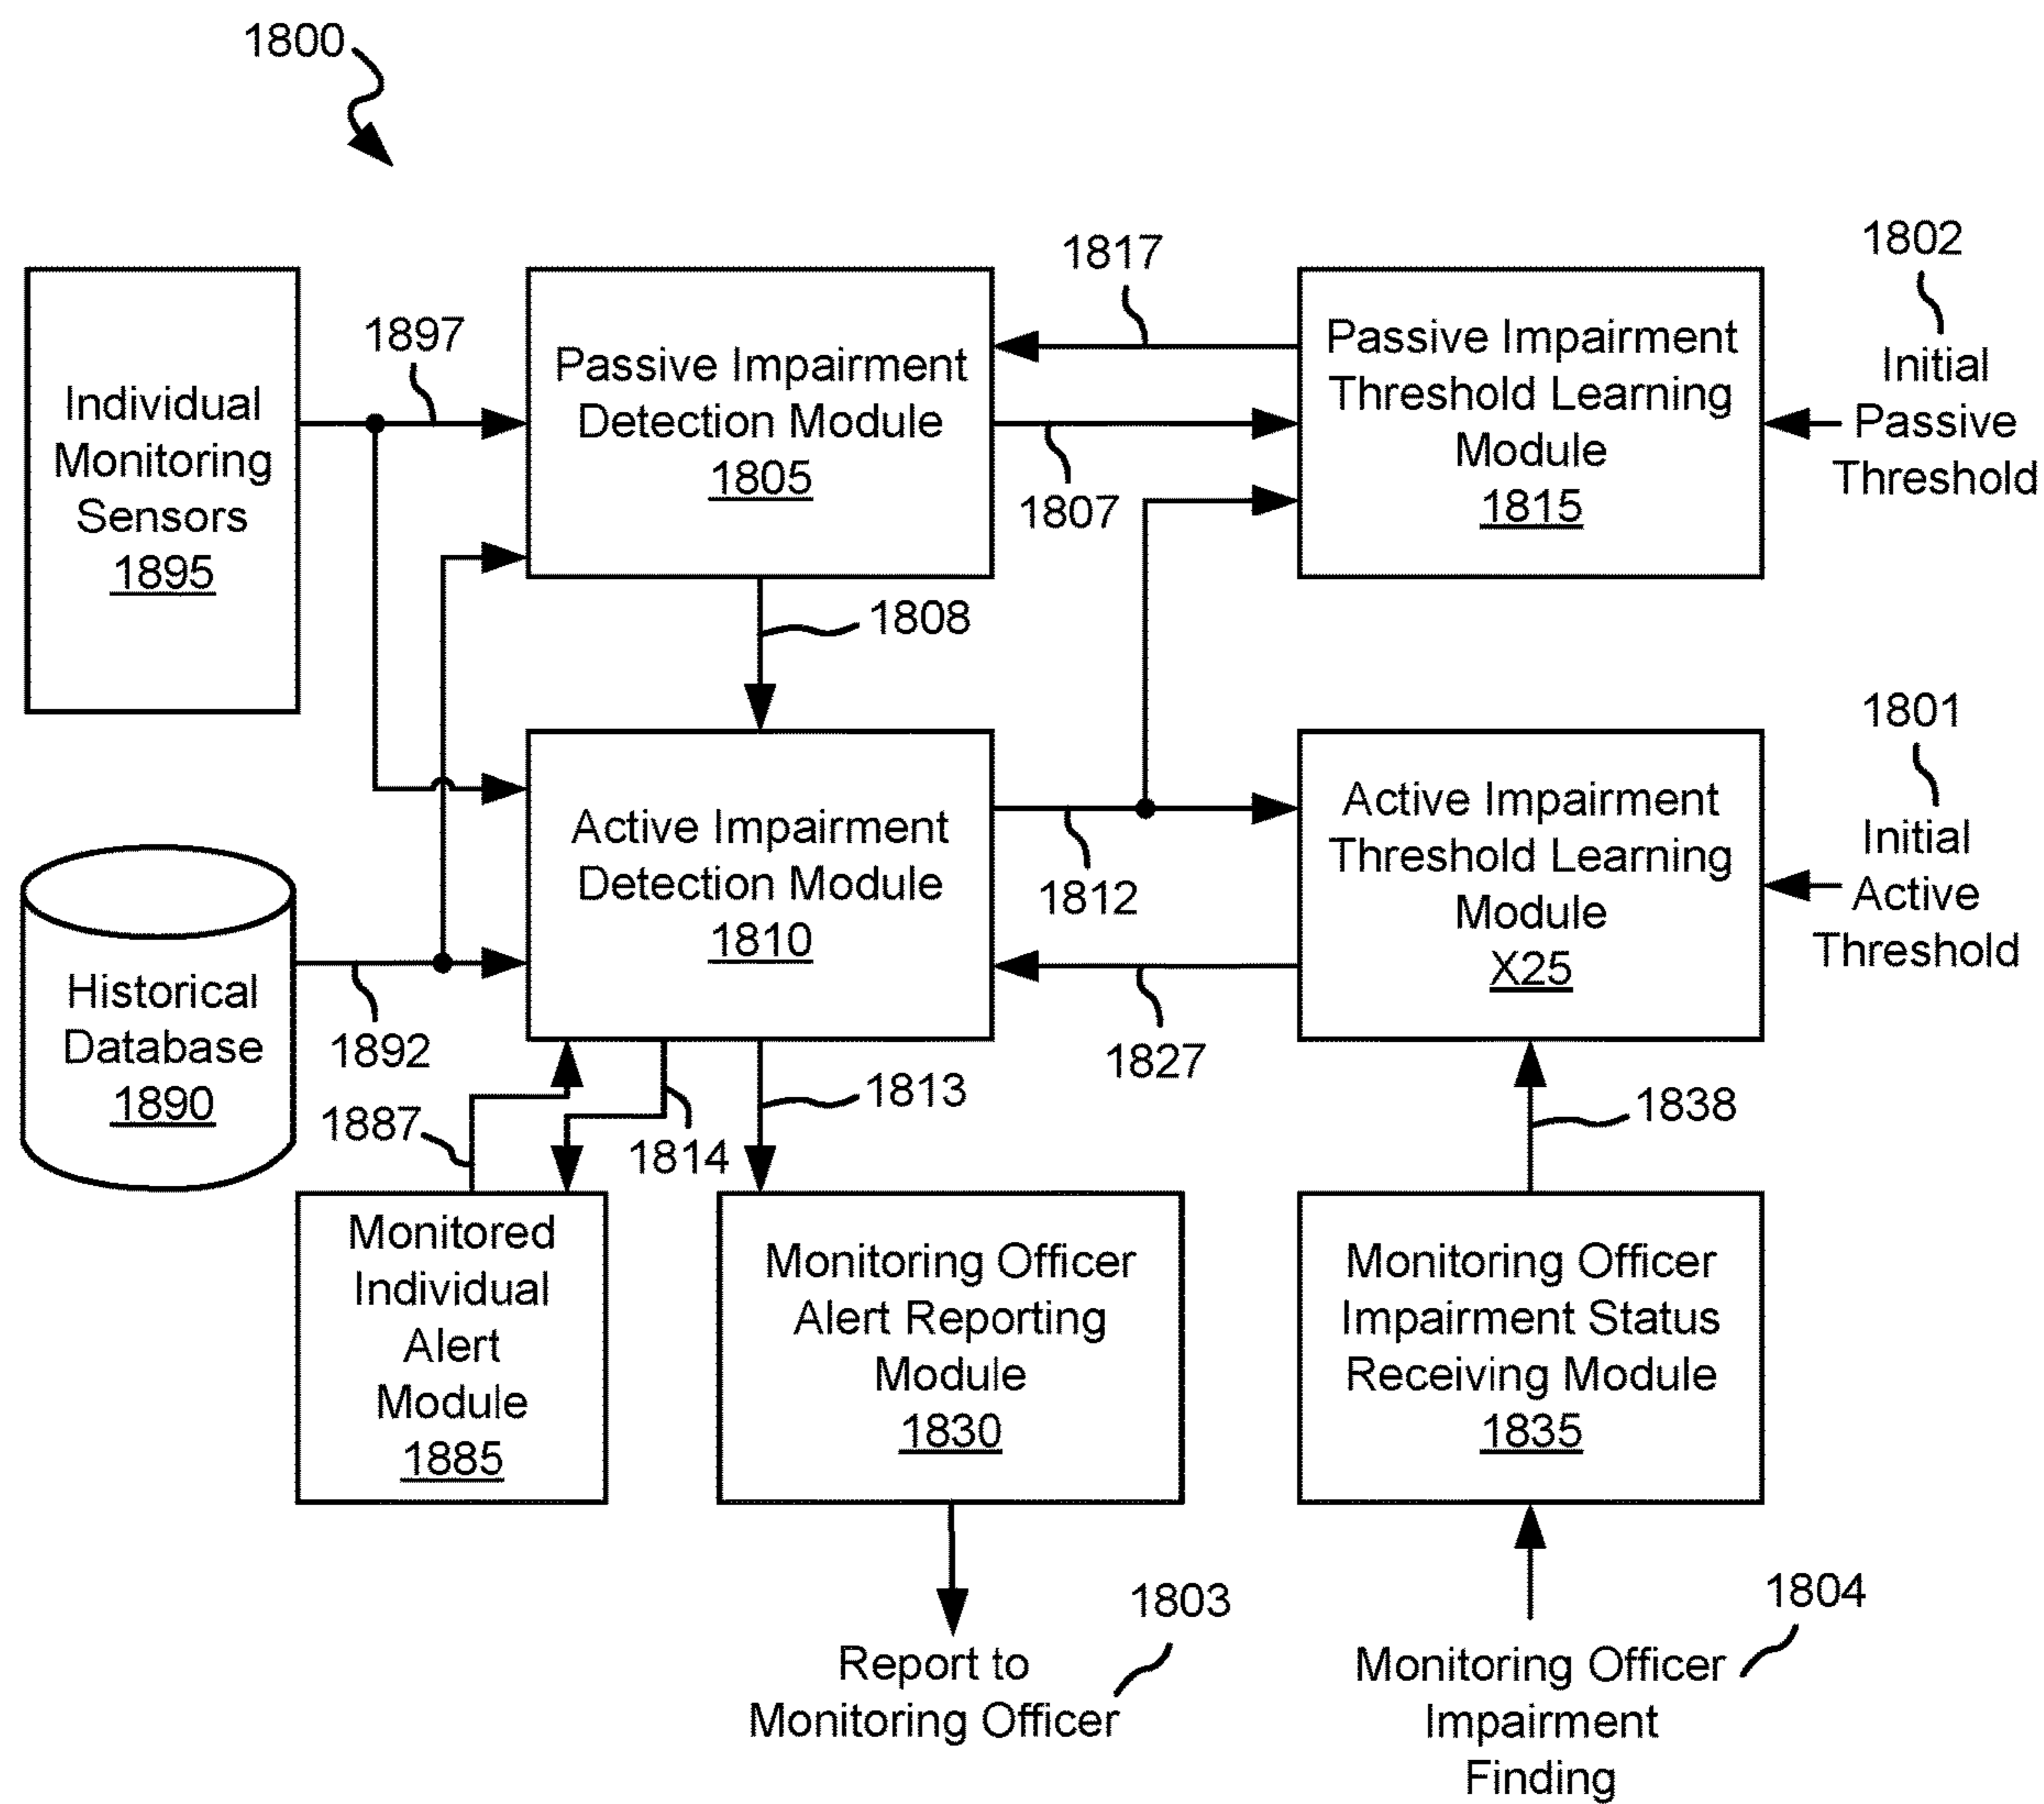 1800
Individual
Monitoring
Sensors
1895
1897
Passive Impairment
Detection Module
1805
1817
1807
Passive Impairment
Threshold Learning
Module
1815
1802
Initial
Passive
Threshold
1808
Historical
Database
1890
1892
Active Impairment
Detection Module
1810
1812
1827
Active Impairment
Threshold Learning
Module
X25
1801
Initial
Active
Threshold
1887
1814
1813
1838
Monitored
Individual
Alert
Module
1885
Monitoring Officer
Alert Reporting
Module
1830
Monitoring Officer
Impairment Status
Receiving Module
1835
1803
Report to
Monitoring Officer
1804
Monitoring Officer
Impairment
Finding